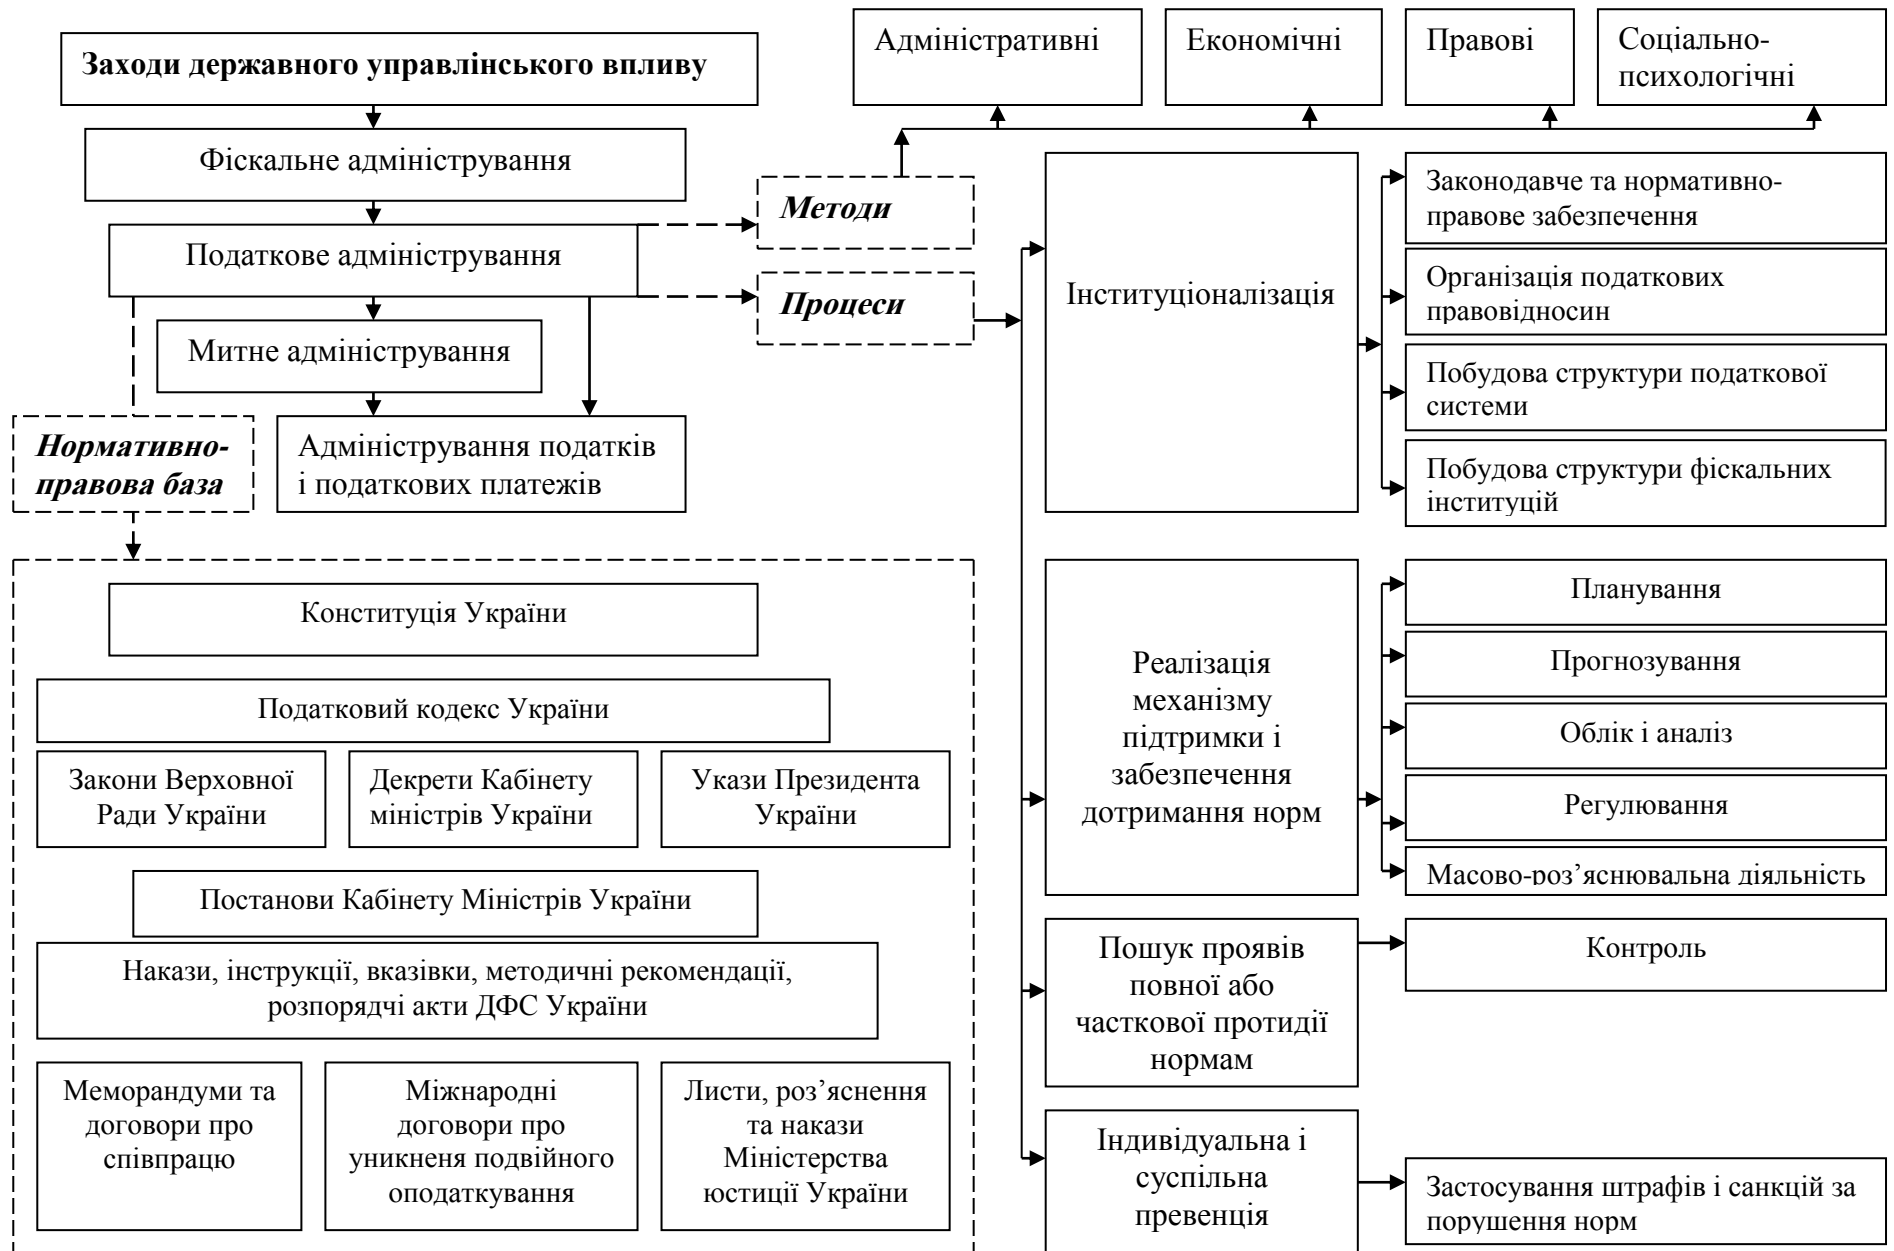 Заходи державного управлінського впливу
Фіскальне адміністрування
Податкове адміністрування
Митне адміністрування
Адміністрування податків
і податкових платежів
Нормативно-
правова база
Методи
Процеси
Адміністративні
Економічні
Правові
Соціально-
психологічні
Інституціоналізація
Законодавче та нормативно-
правове забезпечення
Організація податкових
правовідносин
Побудова структури податкової
системи
Побудова структури фіскальних
інституцій
Реалізація
механізму
підтримки і
забезпечення
дотримання норм
Планування
Прогнозування
Облік і аналіз
Регулювання
Масово-роз’яснювальна діяльність
Пошук проявів
повної або
часткової протидії
нормам
Контроль
Індивідуальна і
суспільна
превенція
Застосування штрафів і санкцій за
порушення норм
Конституція України
Податковий кодекс України
Закони Верховної
Ради України
Декрети Кабінету
міністрів України
Укази Президента
України
Постанови Кабінету Міністрів України
Накази, інструкції, вказівки, методичні рекомендації,
розпорядчі акти ДФС України
Меморандуми та
договори про
співпрацю
Міжнародні
договори про
уникненя подвійного
оподаткування
Листи, роз’яснення
та накази
Міністерства
юстиції України